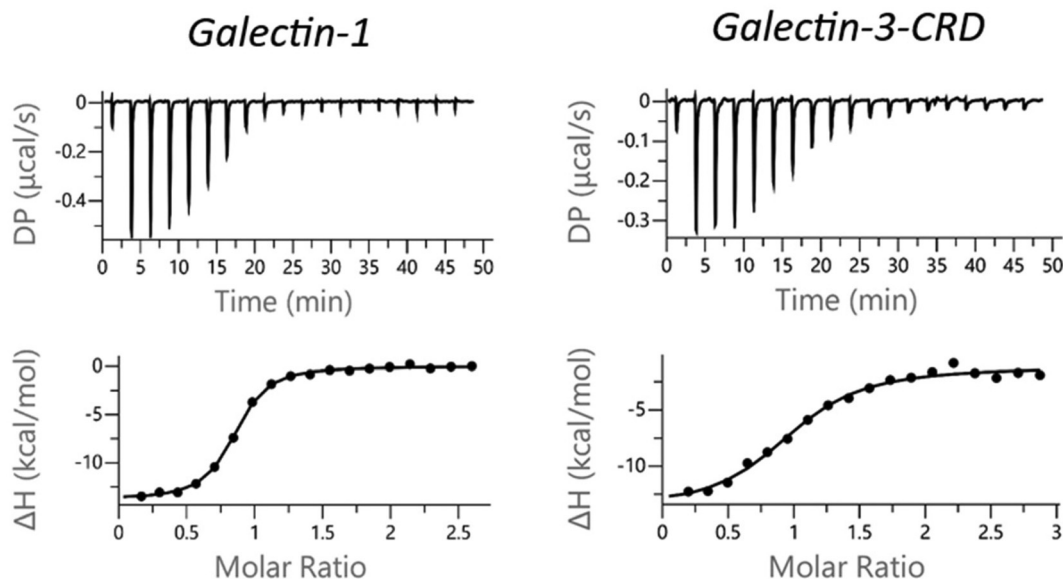 Galectin-1
Galectin-3-CRD
DP (µcal/s)
0
-0.2
-0.4
0 5 10 15 20 25 30 35 40 45 50
Time (min)
DP (µcal/s)
0
-0.1
-0.2
-0.3
0 5 10 15 20 25 30 35 40 45 50
Time (min)
ΔH (kcal/mol)
0
-5
-10
0 0.5 1 1.5 2 2.5
Molar Ratio
ΔH (kcal/mol)
-5
-10
0 0.5 1 1.5 2 2.5 3
Molar Ratio